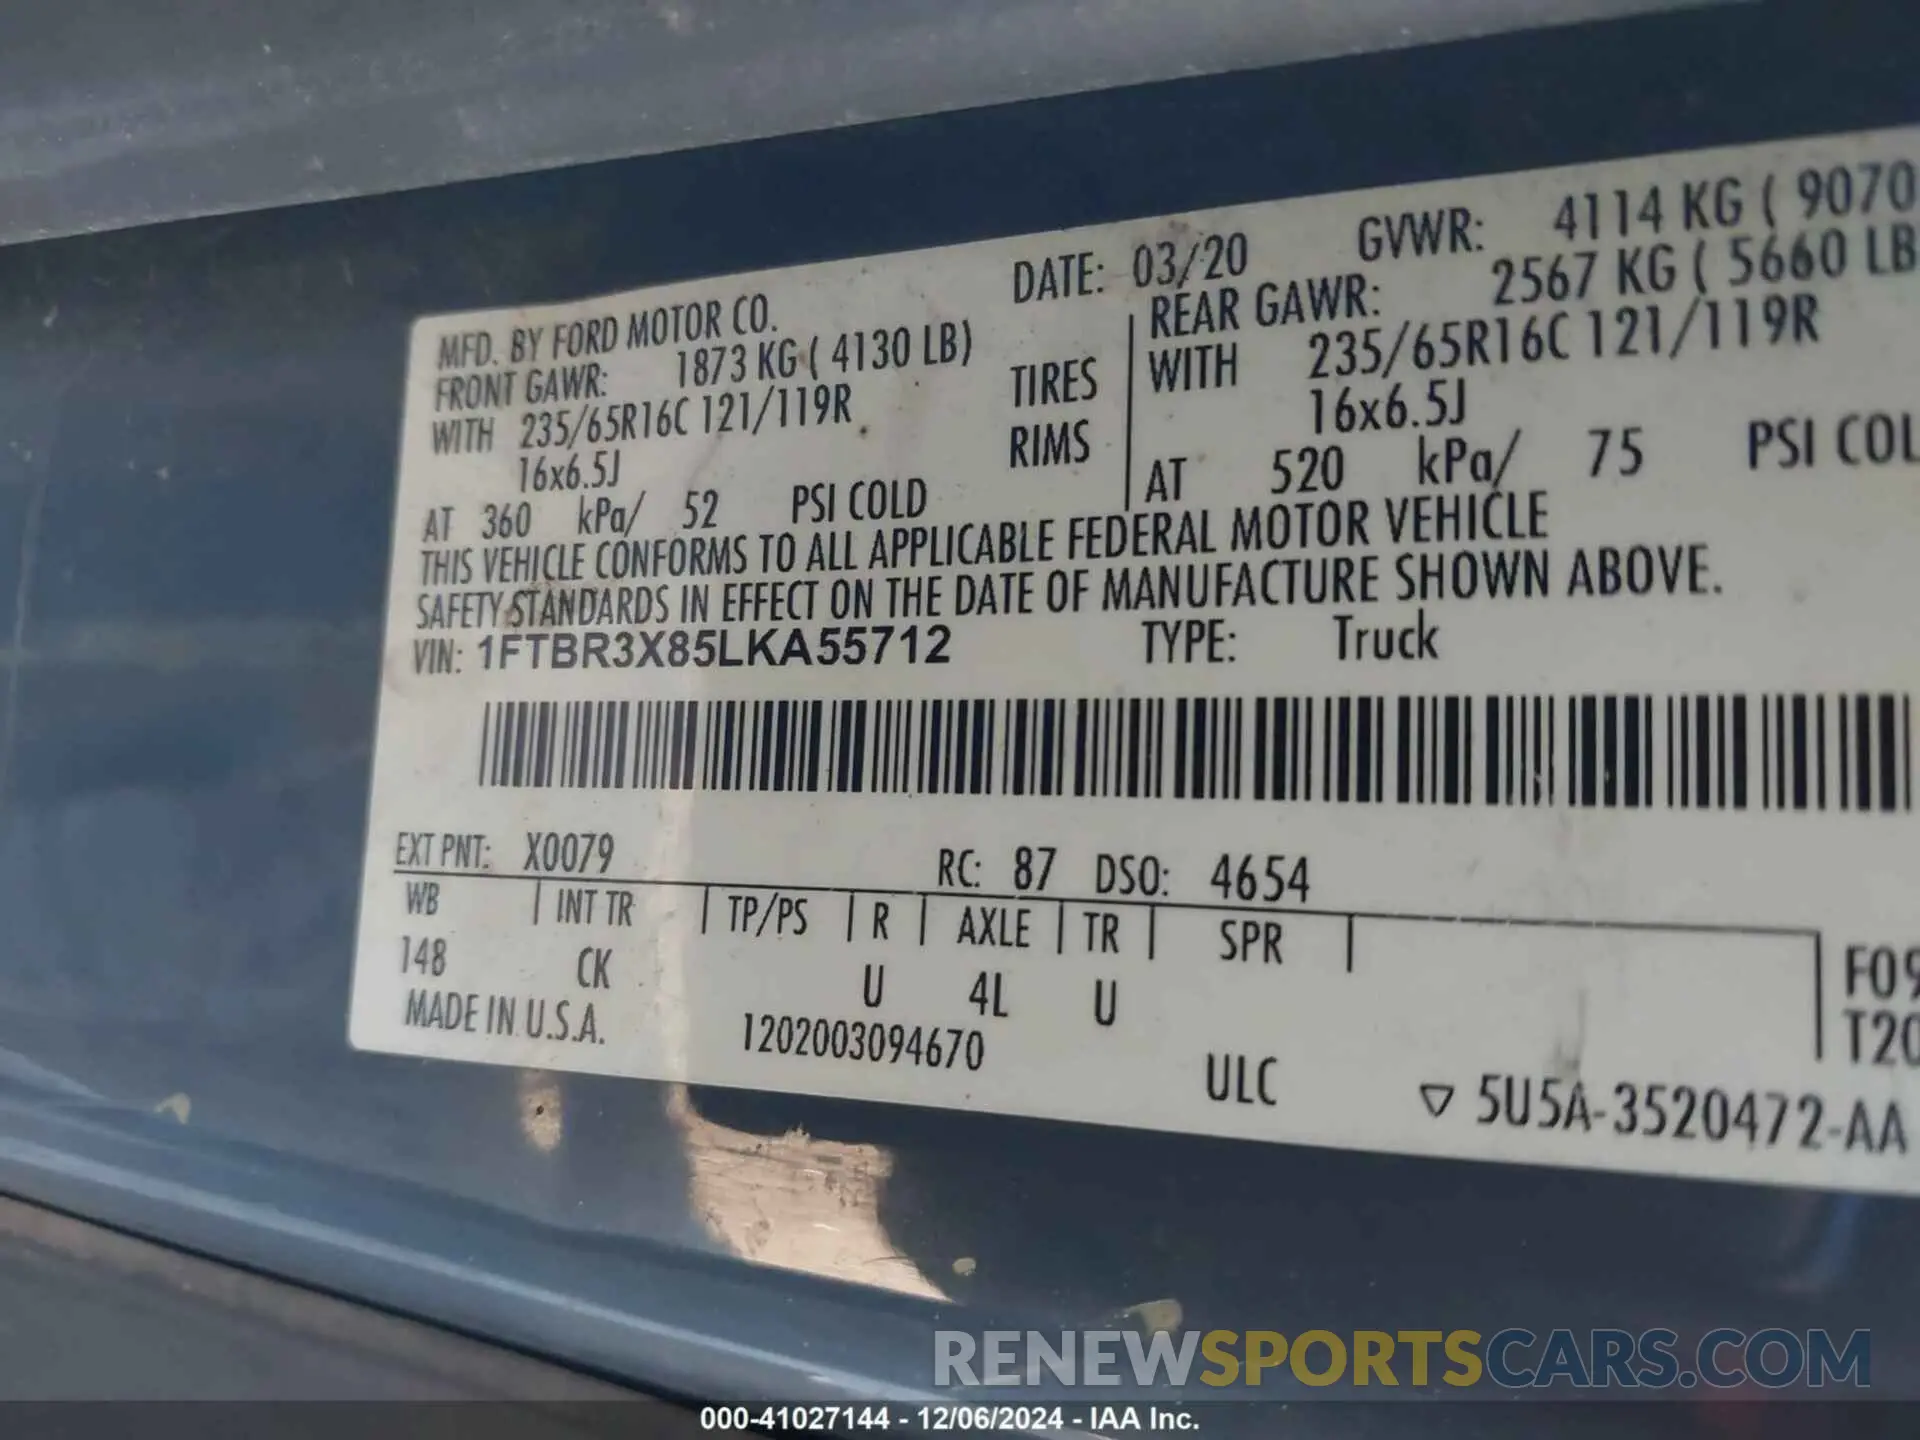 MFD. BY FORD MOTOR CO. DATE: 03/20 GVWR: 4114 KG ( 9070
FRONT GAWR: 1873 KG ( 4130 LB) REAR GAWR: 2567 KG ( 5660 LB
WITH 235/65R16C 121/119R TIRES WITH 235/65R16C 121/119R
16x6.5J RIMS 16x6.5J
AT 360 kPa/ 52 PSI COLD AT 520 kPa/ 75 PSI COL
THIS VEHICLE CONFORMS TO ALL APPLICABLE FEDERAL MOTOR VEHICLE
SAFETY STANDARDS IN EFFECT ON THE DATE OF MANUFACTURE SHOWN ABOVE.
VIN: 1FTBR3X85LKA55712 TYPE: Truck
EXT PNT: X0079 RC: 87 DSO: 4654
WB INT TR TP/PS R AXLE TR SPR
148 CK U 4L U F09
MADE IN U.S.A. 1202003094670 T20
ULC ▽ 5U5A-3520472-AA
RENEWSPORTSCARS.COM
000-41027144 - 12/06/2024 - IAA Inc.